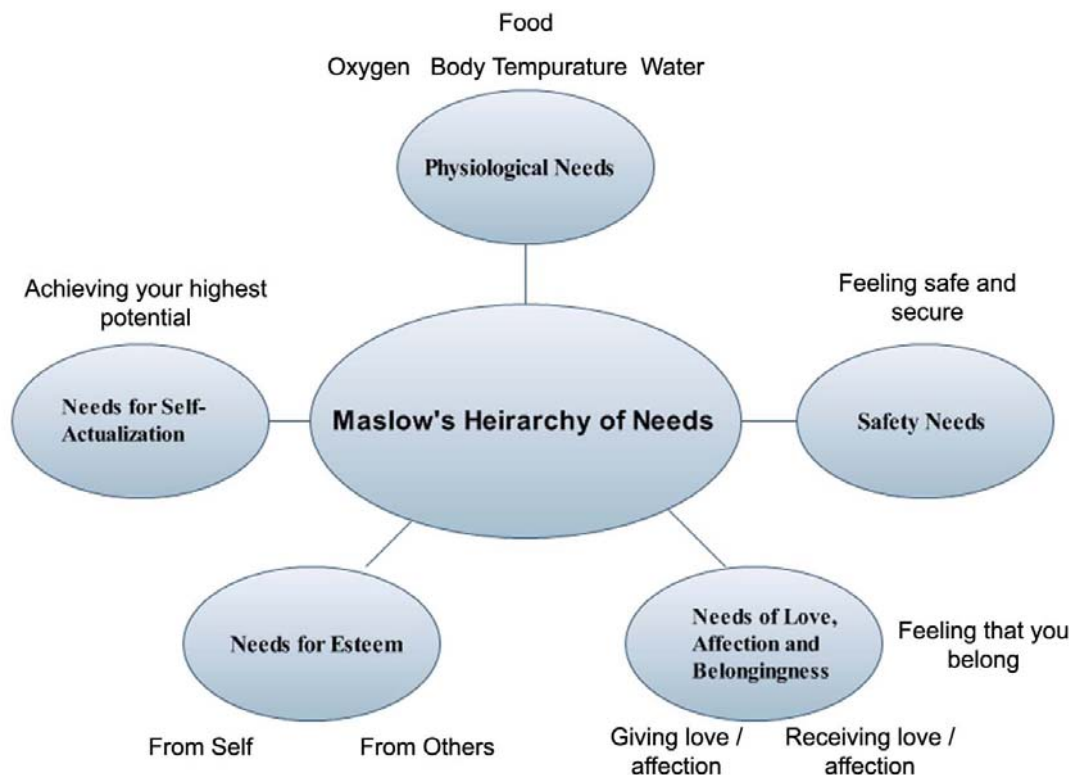 Food
Oxygen Body Tempurature Water
Physiological Needs
Achieving your highest
potential
Feeling safe and
secure
Needs for Self-
Actualization
Maslow's Heirarchy of Needs
Safety Needs
Needs for Esteem
Needs of Love,
Affection and
Belongingness
Feeling that you
belong
From Self
From Others
Giving love /
affection
Receiving love /
affection